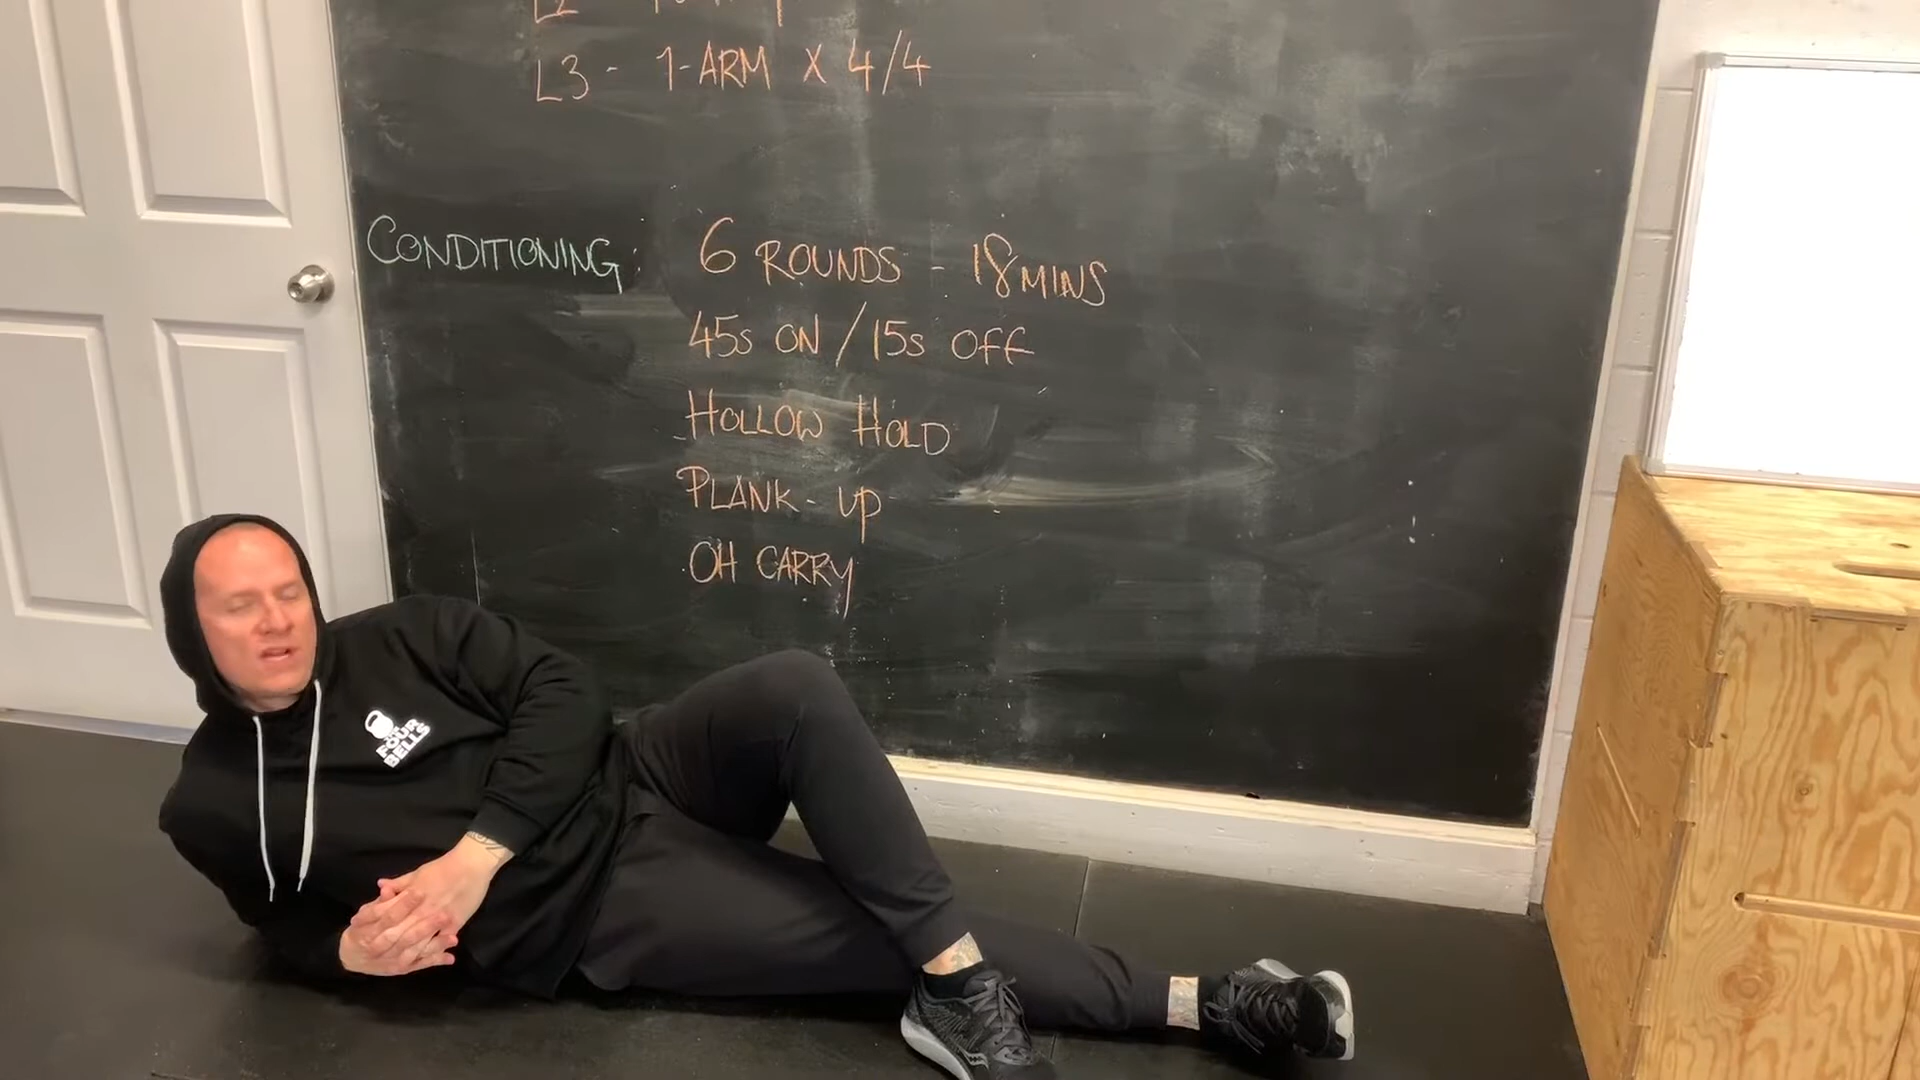 L3 - 1-ARM X 4/4
CONDITIONING: 6 ROUNDS - 18 MINS
45s ON / 15s OFF
HOLLOW HOLD
PLANK-UP
OH CARRY
FOUR
BELLS